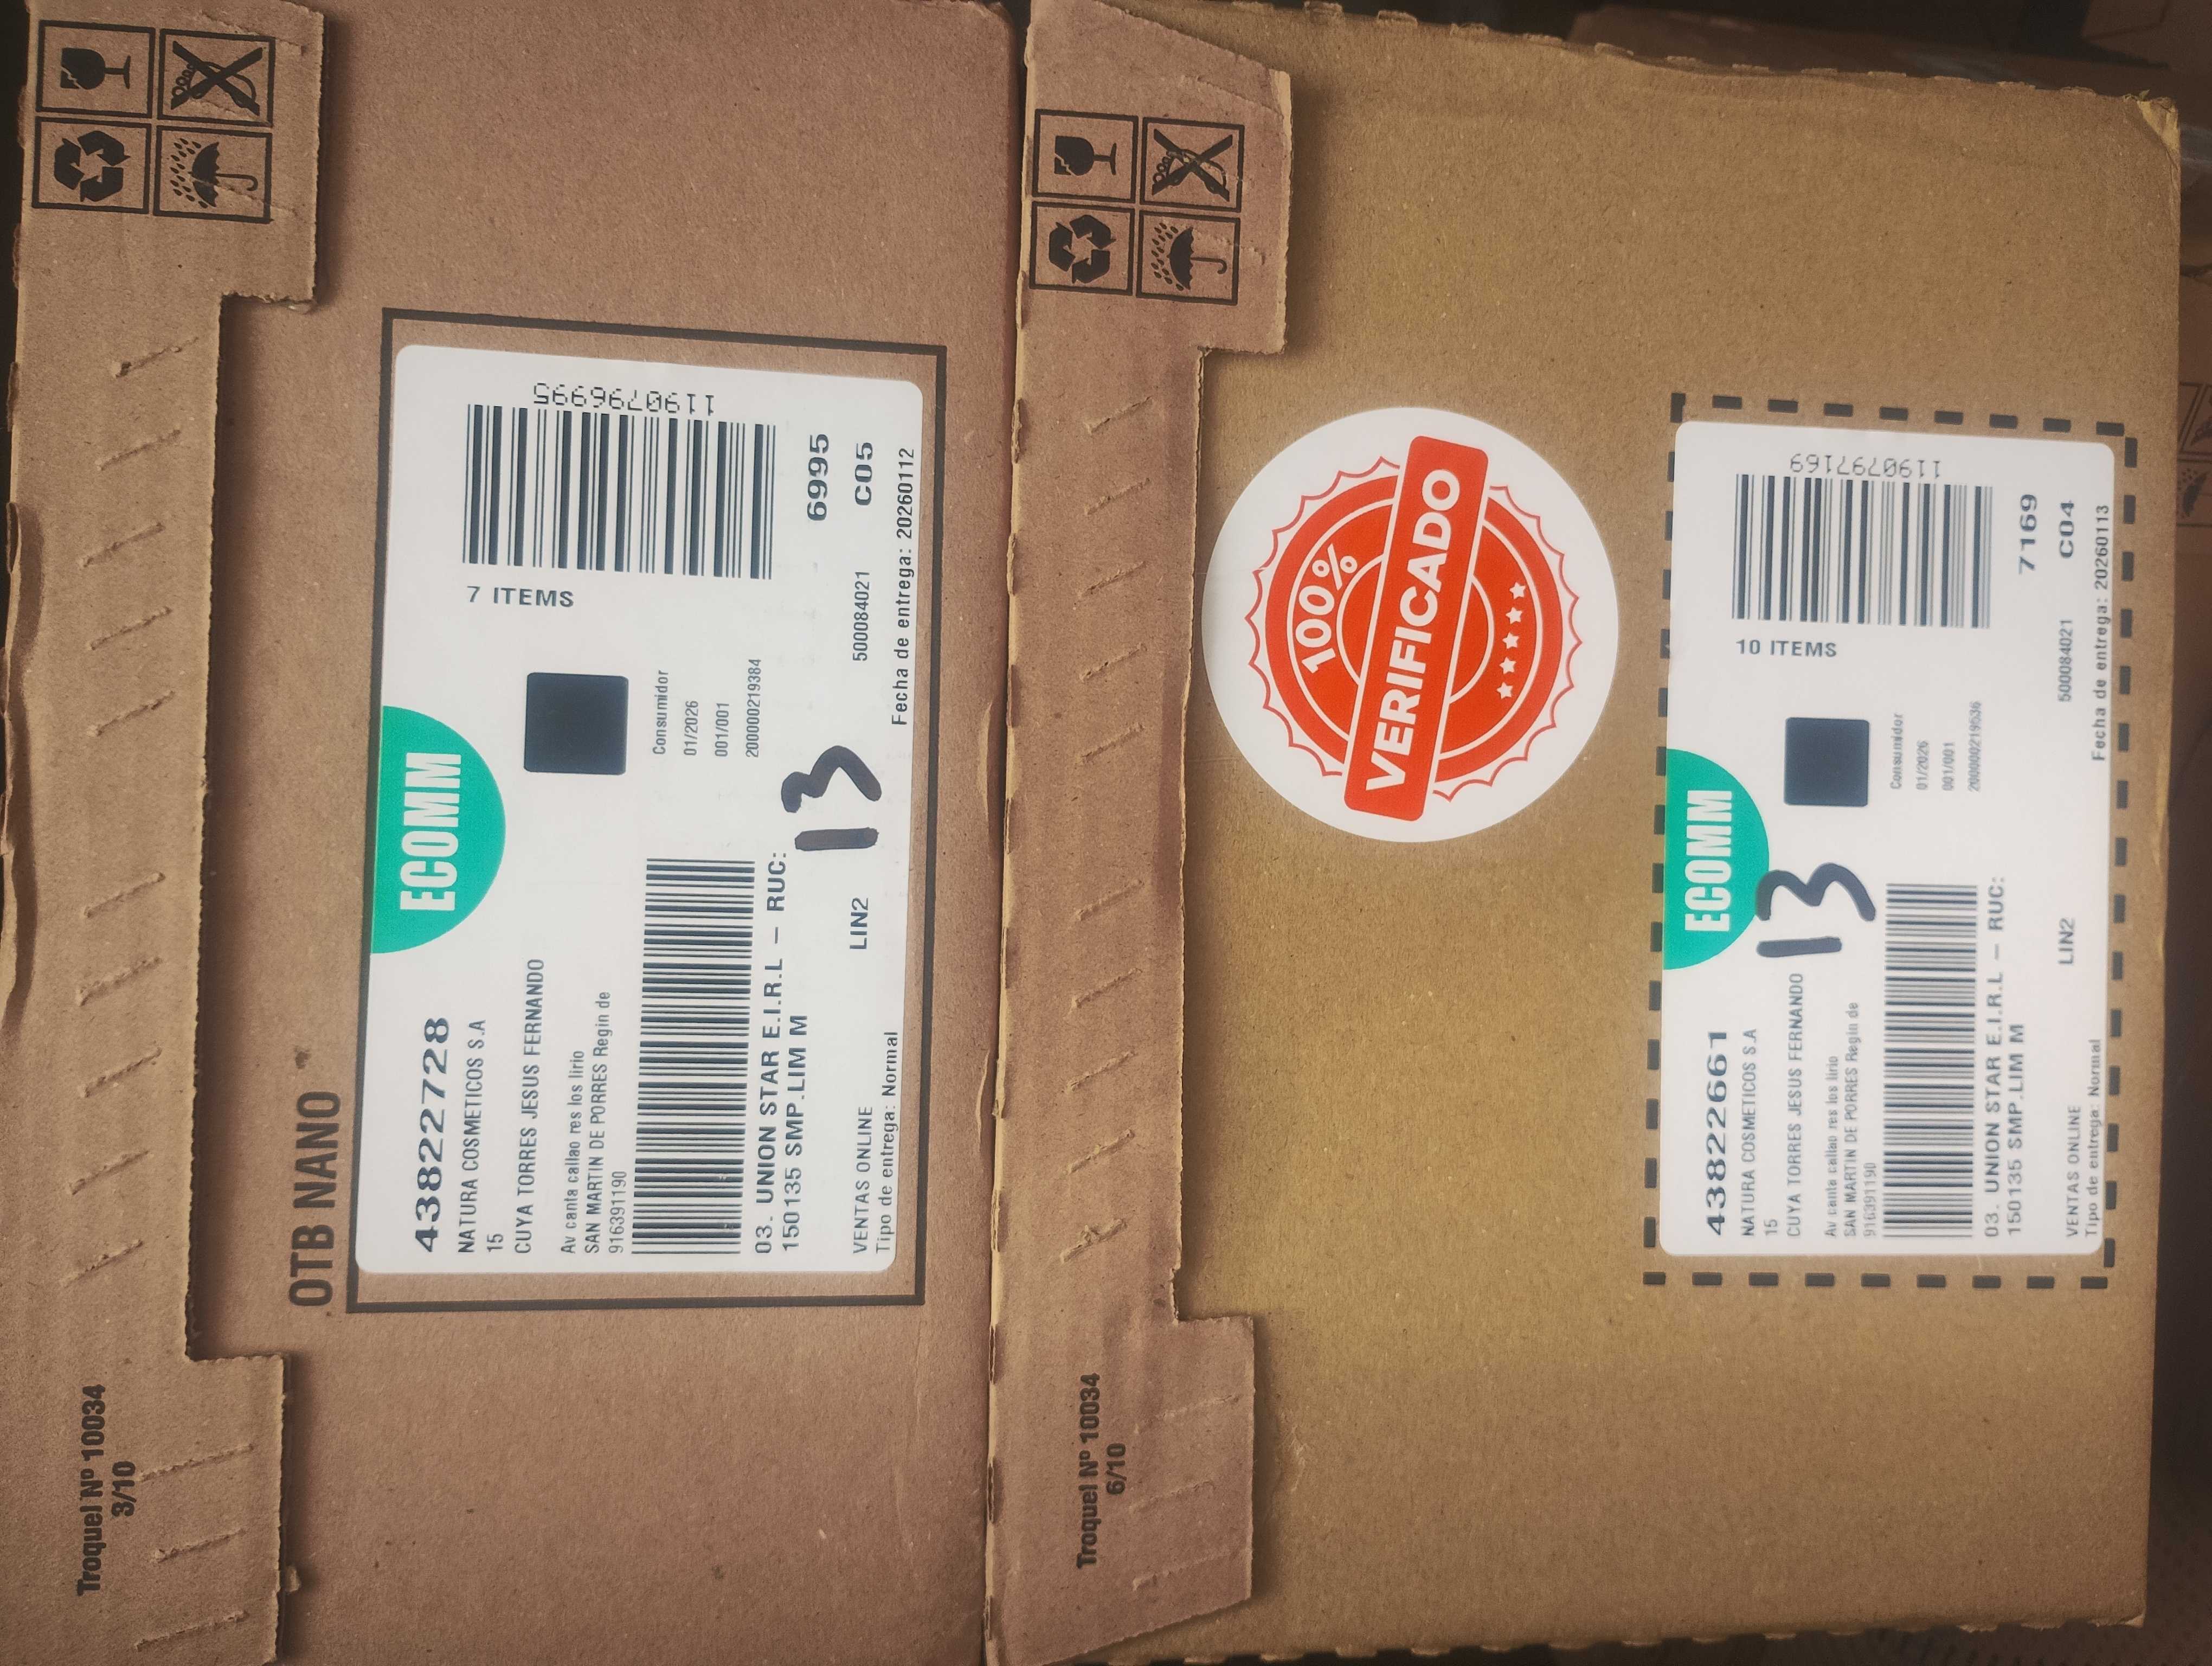 Troquel Nº 10034
3/10
OTB NANO
ECOMM
43822728
NATURA COSMETICOS S.A
15
CUYA TORRES JESUS FERNANDO
Av canta callao res los lirio
SAN MARTIN DE PORRES Regin de
916391190
03. UNION STAR E.I.R.L – RUC:
150135 SMP.LIM M
VENTAS ONLINE
LIN2
Tipo de entrega: Normal
13
Consumidor
01/2026
001/001
200000219384
7 ITEMS
1190796995
6995
500084021
C05
Fecha de entrega: 20260112
Troquel Nº 10034
6/10
100%
VERIFICADO
ECOMM
43822661
NATURA COSMETICOS S.A
15
CUYA TORRES JESUS FERNANDO
Av canta callao res los lirio
SAN MARTIN DE PORRES Regin de
916391190
03. UNION STAR E.I.R.L – RUC:
150135 SMP.LIM M
VENTAS ONLINE
LIN2
Tipo de entrega: Normal
13
Consumidor
01/2026
001/001
10 ITEMS
1190797169
7169
500084021
C04
Fecha de entrega: 20260113